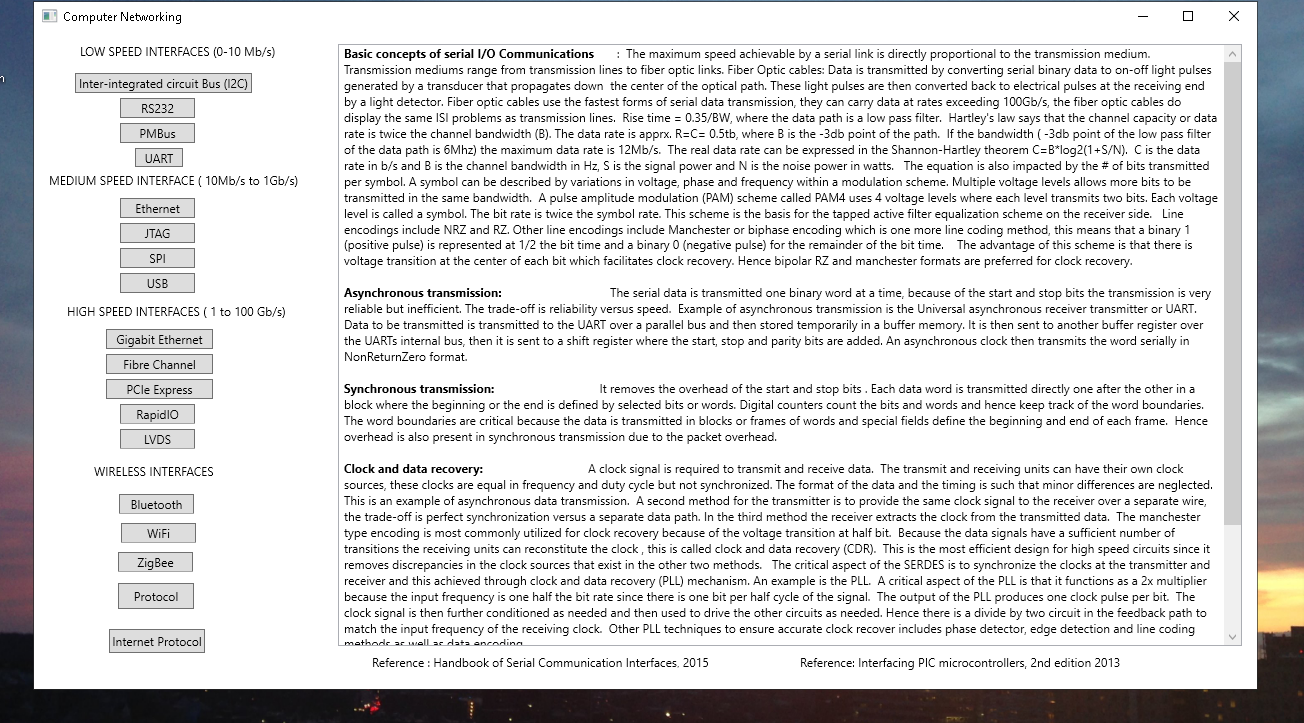 Computer Networking
LOW SPEED INTERFACES (0-10 Mb/s)
Inter-integrated circuit Bus (I2C)
RS232
PMBus
UART
MEDIUM SPEED INTERFACE ( 10Mb/s to 1Gb/s)
Ethernet
JTAG
SPI
USB
HIGH SPEED INTERFACES ( 1 to 100 Gb/s)
Gigabit Ethernet
Fibre Channel
PCIe Express
RapidIO
LVDS
WIRELESS INTERFACES
Bluetooth
WiFi
ZigBee
Protocol
Internet Protocol
Basic concepts of serial I/O Communications : The maximum speed achievable by a serial link is directly proportional to the transmission medium.
Transmission mediums range from transmission lines to fiber optic links. Fiber Optic cables: Data is transmitted by converting serial binary data to on-off light pulses
generated by a transducer that propagates down the center of the optical path. These light pulses are then converted back to electrical pulses at the receiving end
by a light detector. Fiber optic cables use the fastest forms of serial data transmission, they can carry data at rates exceeding 100Gb/s, the fiber optic cables do
display the same ISI problems as transmission lines. Rise time = 0.35/BW, where the data path is a low pass filter. Hartley's law says that the channel capacity or data
rate is twice the channel bandwidth (B). The data rate is apprx. R=C= 0.5tb, where B is the -3db point of the path. If the bandwidth ( -3db point of the low pass filter
of the data path is 6Mhz) the maximum data rate is 12Mb/s. The real data rate can be expressed in the Shannon-Hartley theorem C=B*log2(1+S/N). C is the data
rate in b/s and B is the channel bandwidth in Hz, S is the signal power and N is the noise power in watts. The equation is also impacted by the # of bits transmitted
per symbol. A symbol can be described by variations in voltage, phase and frequency within a modulation scheme. Multiple voltage levels allows more bits to be
transmitted in the same bandwidth. A pulse amplitude modulation (PAM) scheme called PAM4 uses 4 voltage levels where each level transmits two bits. Each voltage
level is called a symbol. The bit rate is twice the symbol rate. This scheme is the basis for the tapped active filter equalization scheme on the receiver side. Line
encodings include NRZ and RZ. Other line encodings include Manchester or biphase encoding which is one more line coding method, this means that a binary 1
(positive pulse) is represented at 1/2 the bit time and a binary 0 (negative pulse) for the remainder of the bit time. The advantage of this scheme is that there is
voltage transition at the center of each bit which facilitates clock recovery. Hence bipolar RZ and manchester formats are preferred for clock recovery.
Asynchronous transmission: The serial data is transmitted one binary word at a time, because of the start and stop bits the transmission is very
reliable but inefficient. The trade-off is reliability versus speed. Example of asynchronous transmission is the Universal asynchronous receiver transmitter or UART.
Data to be transmitted is transmitted to the UART over a parallel bus and then stored temporarily in a buffer memory. It is then sent to another buffer register over
the UARTs internal bus, then it is sent to a shift register where the start, stop and parity bits are added. An asynchronous clock then transmits the word serially in
NonReturnZero format.
Synchronous transmission: It removes the overhead of the start and stop bits . Each data word is transmitted directly one after the other in a
block where the beginning or the end is defined by selected bits or words. Digital counters count the bits and words and hence keep track of the word boundaries.
The word boundaries are critical because the data is transmitted in blocks or frames of words and special fields define the beginning and end of each frame. Hence
overhead is also present in synchronous transmission due to the packet overhead.
Clock and data recovery: A clock signal is required to transmit and receive data. The transmit and receiving units can have their own clock
sources, these clocks are equal in frequency and duty cycle but not synchronized. The format of the data and the timing is such that minor differences are neglected.
This is an example of asynchronous data transmission. A second method for the transmitter is to provide the same clock signal to the receiver over a separate wire,
the trade-off is perfect synchronization versus a separate data path. In the third method the receiver extracts the clock from the transmitted data. The manchester
type encoding is most commonly utilized for clock recovery because of the voltage transition at half bit. Because the data signals have a sufficient number of
transitions the receiving units can reconstitute the clock , this is called clock and data recovery (CDR). This is the most efficient design for high speed circuits since it
removes discrepancies in the clock sources that exist in the other two methods. The critical aspect of the SERDES is to synchronize the clocks at the transmitter and
receiver and this achieved through clock and data recovery (PLL) mechanism. An example is the PLL. A critical aspect of the PLL is that it functions as a 2x multiplier
because the input frequency is one half the bit rate since there is one bit per half cycle of the signal. The output of the PLL produces one clock pulse per bit. The
clock signal is then further conditioned as needed and then used to drive the other circuits as needed. Hence there is a divide by two circuit in the feedback path to
match the input frequency of the receiving clock. Other PLL techniques to ensure accurate clock recover includes phase detector, edge detection and line coding
methods as well as data encoding
Reference : Handbook of Serial Communication Interfaces, 2015
Reference: Interfacing PIC microcontrollers, 2nd edition 2013